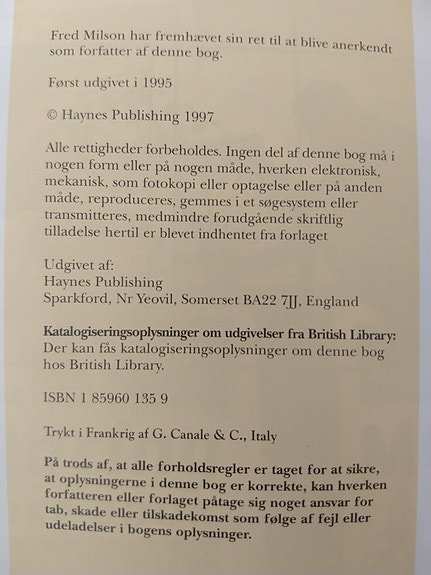 Fred Milson har fremhævet sin ret til at blive anerkendt
som forfatter af denne bog.
Først udgivet i 1995
© Haynes Publishing 1997
Alle rettigheder forbeholdes. Ingen del af denne bog må i
nogen form eller på nogen måde, hverken elektronisk,
mekanisk, som fotokopi eller optagelse eller på anden
måde, reproduceres, gemmes i et søgesystem eller
transmitteres, medmindre forudgående skriftlig
tilladelse hertil er blevet indhentet fra forlaget
Udgivet af:
Haynes Publishing
Sparkford, Nr Yeovil, Somerset BA22 7JJ, England
Katalogiseringsoplysninger om udgivelser fra British Library:
Der kan fås katalogiseringsoplysninger om denne bog
hos British Library.
ISBN 1 85960 135 9
Trykt i Frankrig af G. Canale & C., Italy
På trods af, at alle forholdsregler er taget for at sikre,
at oplysningerne i denne bog er korrekte, kan hverken
forfatteren eller forlaget påtage sig noget ansvar for
tab, skade eller tilskadekomst som følge af fejl eller
udeladelser i bogens oplysninger.